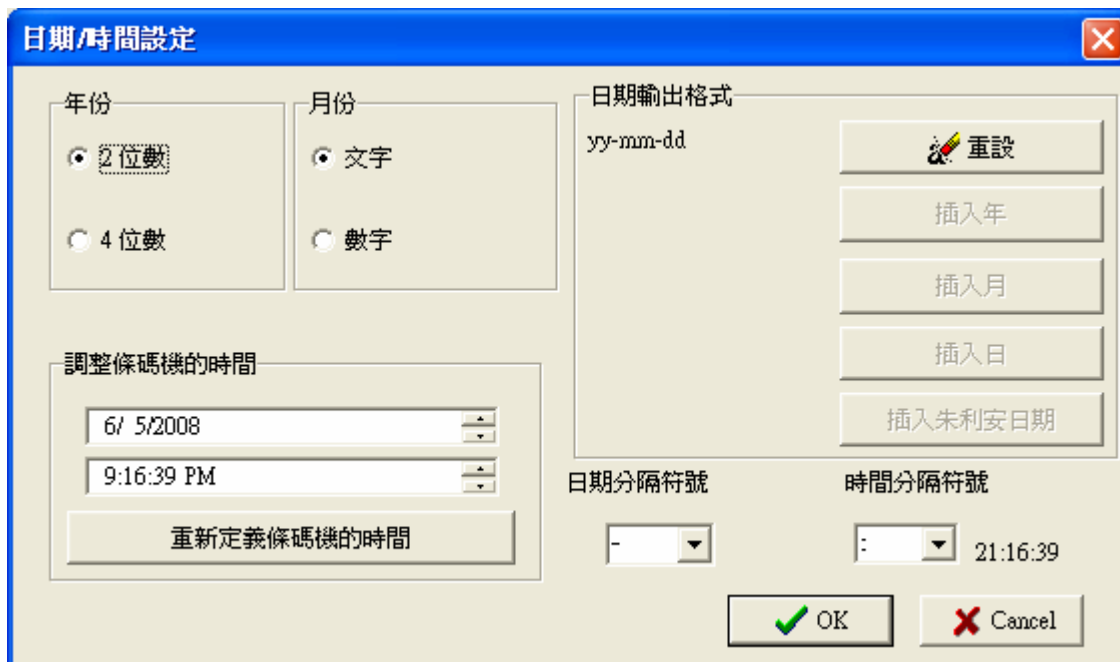 日期/時間設定
年份
2 位數
4 位數
月份
文字
數字
日期輸出格式
yy-mm-dd
重設
插入年
插入月
插入日
插入朱利安日期
調整條碼機的時間
6/ 5/2008
9:16:39 PM
重新定義條碼機的時間
日期分隔符號
-
時間分隔符號
:
21:16:39
OK
Cancel